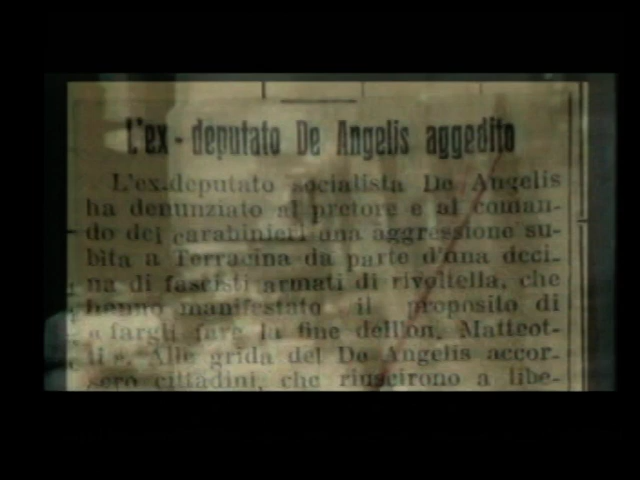 L'ex-deputato De Angelis aggedito
L'ex-deputato socialista De Angelis
ha denunziato al pretore e al coman-
do dei carabinieri una aggressione su-
bita a Terracina da parte d'una deci-
na di fascisti armati di rivoltella, che
hanno manifestato il proposito di
« fargli fare la fine dell'on. Matteot-
ti ». Alle grida del De Angelis accor-
sero cittadini, che riuscirono a libe-